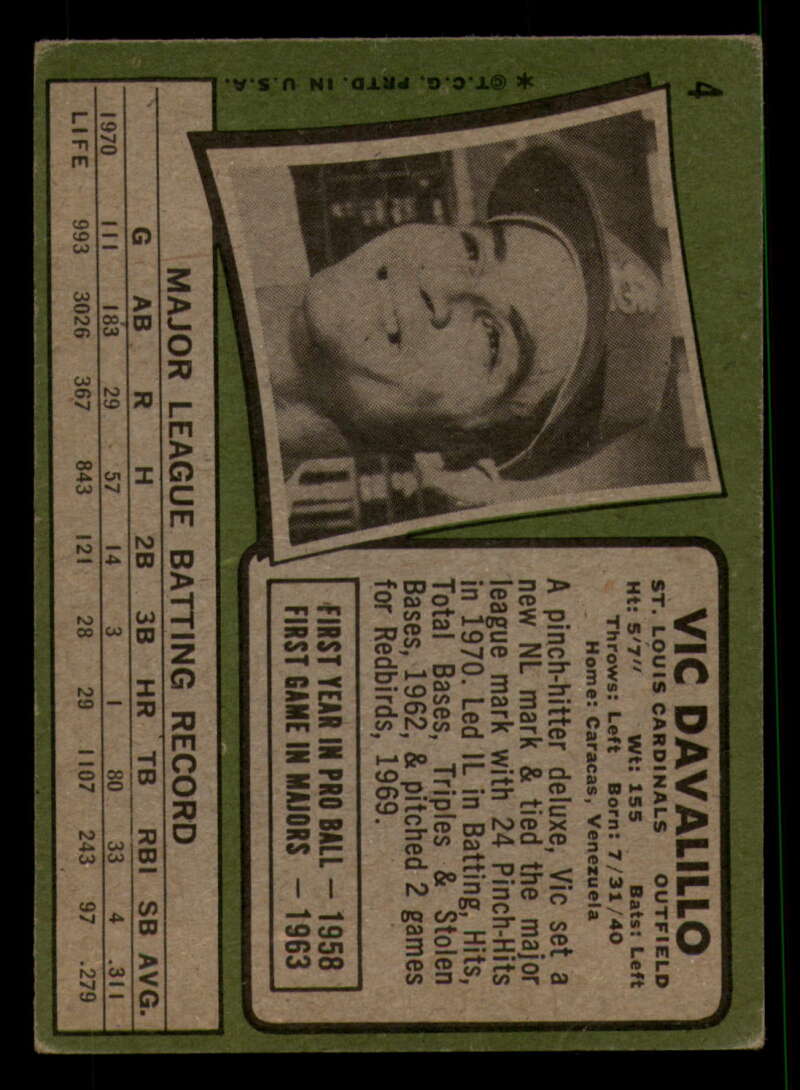 4
* @T.C.G. PRTD. IN U.S.A.
VIC DAVALILLO
ST. LOUIS CARDINALS OUTFIELD
Ht: 5'7" Wt: 155 Bats: Left
Throws: Left Born: 7/31/40
Home: Caracas, Venezuela
A pinch-hitter deluxe, Vic set a
new NL mark & tied the major
league mark with 24 Pinch-Hits
in 1970. Led IL in Batting, Hits,
Total Bases, Triples & Stolen
Bases, 1962, & pitched 2 games
for Redbirds, 1969.
FIRST YEAR IN PRO BALL — 1958
FIRST GAME IN MAJORS — 1963
MAJOR LEAGUE BATTING RECORD
G AB R H 2B 3B HR TB RBI SB AVG.
1970 111 183 29 57 14 3 1 80 33 4 .311
LIFE 993 3026 367 843 121 28 29 1107 243 97 .279